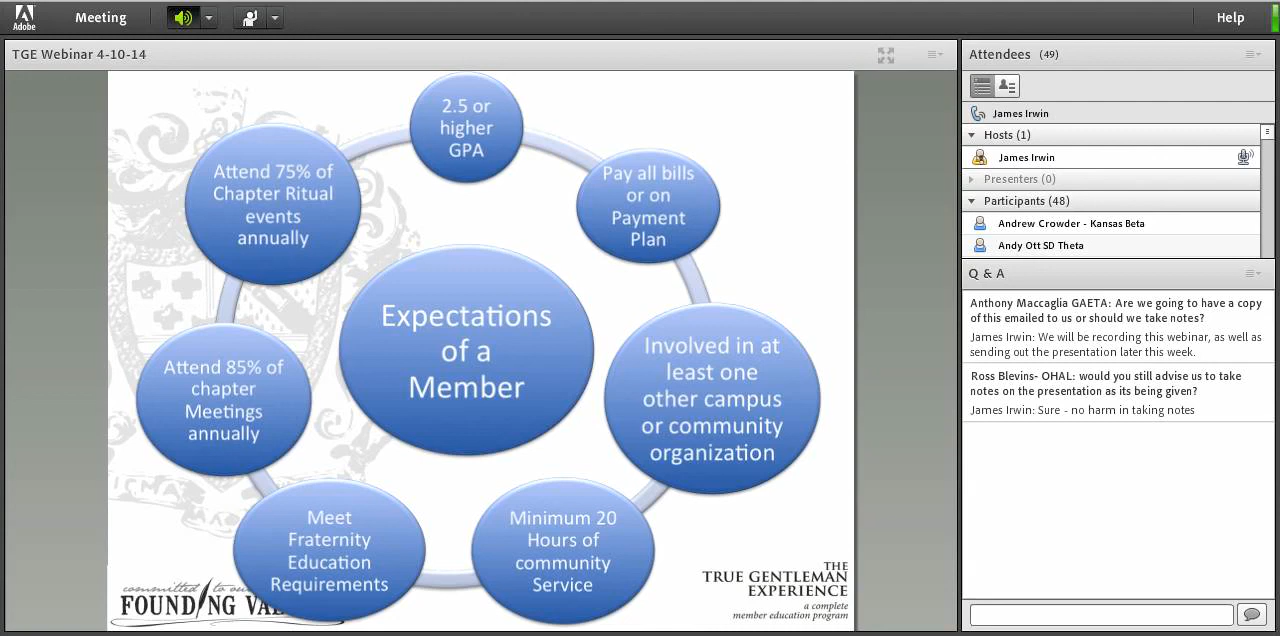 Adobe
Meeting
Help
TGE Webinar 4-10-14
2.5 or
higher
GPA
Pay all bills
or on
Payment
Plan
Involved in at
least one
other campus
or community
organization
Minimum 20
Hours of
community
Service
Meet
Fraternity
Education
Requirements
Attend 85% of
chapter
Meetings
annually
Attend 75% of
Chapter Ritual
events
annually
Expectations
of a
Member
committed to
FOUNDING
THE
TRUE GENTLEMAN
EXPERIENCE
a complete
member education program
Attendees (49)
James Irwin
Hosts (1)
James Irwin
Presenters (0)
Participants (48)
Andrew Crowder - Kansas Beta
Andy Ott SD Theta
Q & A
Anthony Maccaglia GAETA: Are we going to have a copy
of this emailed to us or should we take notes?
James Irwin: We will be recording this webinar, as well as
sending out the presentation later this week.
Ross Blevins- OHAL: would you still advise us to take
notes on the presentation as its being given?
James Irwin: Sure - no harm in taking notes